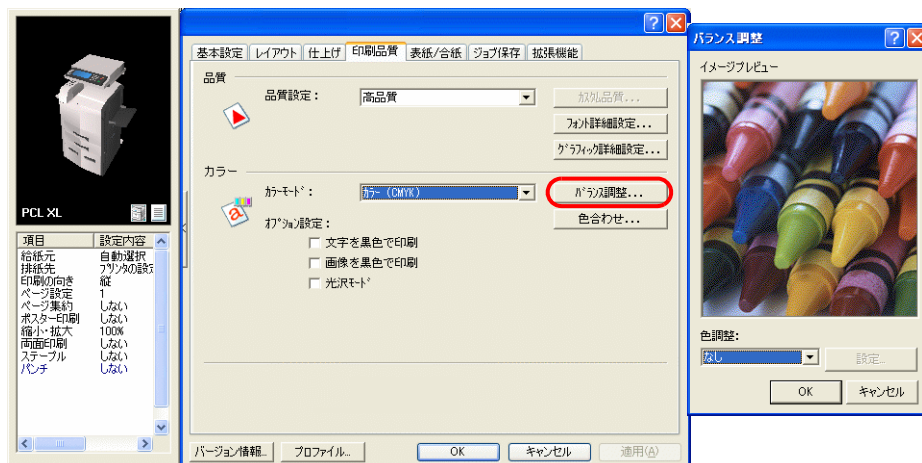 PCL XL
項目 設定内容
給紙元 自動選択
排紙先 プリンタの設定
印刷の向き 縦
ページ設定 1
ページ集約 しない
ポスター印刷 しない
縮小・拡大 100%
両面印刷 しない
ステープル しない
パンチ しない
基本設定 レイアウト 仕上げ 印刷品質 表紙/合紙 ジョブ保存 拡張機能
品質
品質設定： 高品質
カスタム品質...
フォント詳細設定...
グラフィック詳細設定...
カラー
カラーモード： カラー (CMYK) バランス調整...
色合わせ...
オプション設定：
文字を黒色で印刷
画像を黒色で印刷
光沢モード
バージョン情報... プロファイル... OK キャンセル 適用(A)
バランス調整
イメージプレビュー
色調整:
なし 設定...
OK キャンセル